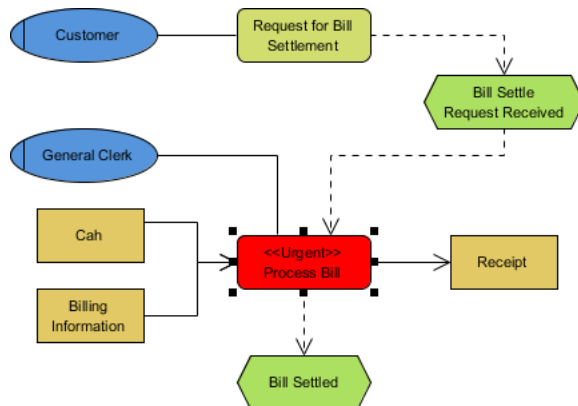 Customer
Request for Bill
Settlement
Bill Settle
Request Received
General Clerk
Cah
<<Urgent>>
Process Bill
Receipt
Billing
Information
Bill Settled